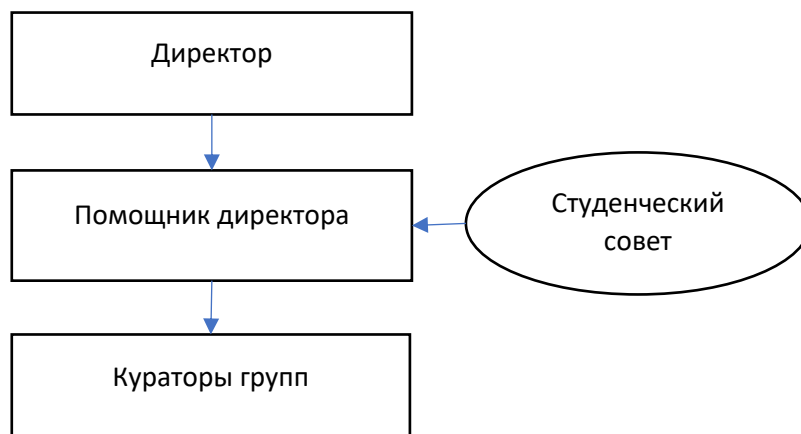 Директор
Помощник директора
Студенческий
совет
Кураторы групп